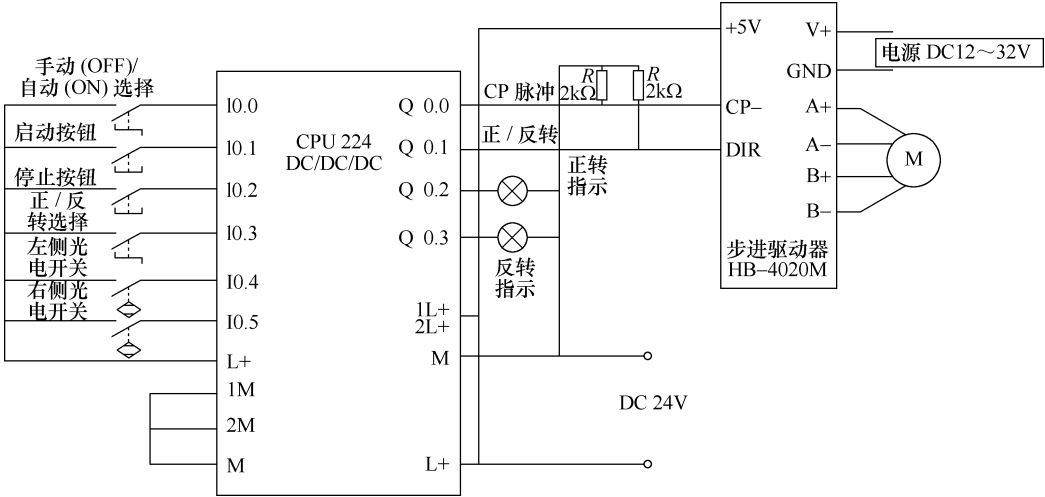 手动 (OFF)/
自动 (ON) 选择
启动按钮
停止按钮
正 / 反
转选择
左侧光
电开关
右侧光
电开关
I0.0
I0.1
I0.2
I0.3
I0.4
I0.5
L+
1M
2M
M
CPU 224
DC/DC/DC
Q 0.0
Q 0.1
Q 0.2
Q 0.3
1L+
2L+
M
L+
CP 脉冲
正 / 反转
R
2kΩ
R
2kΩ
正转
指示
反转
指示
DC 24V
+5V
CP−
DIR
V+
GND
A+
A−
B+
B−
步进驱动器
HB−4020M
电源 DC12～32V
M